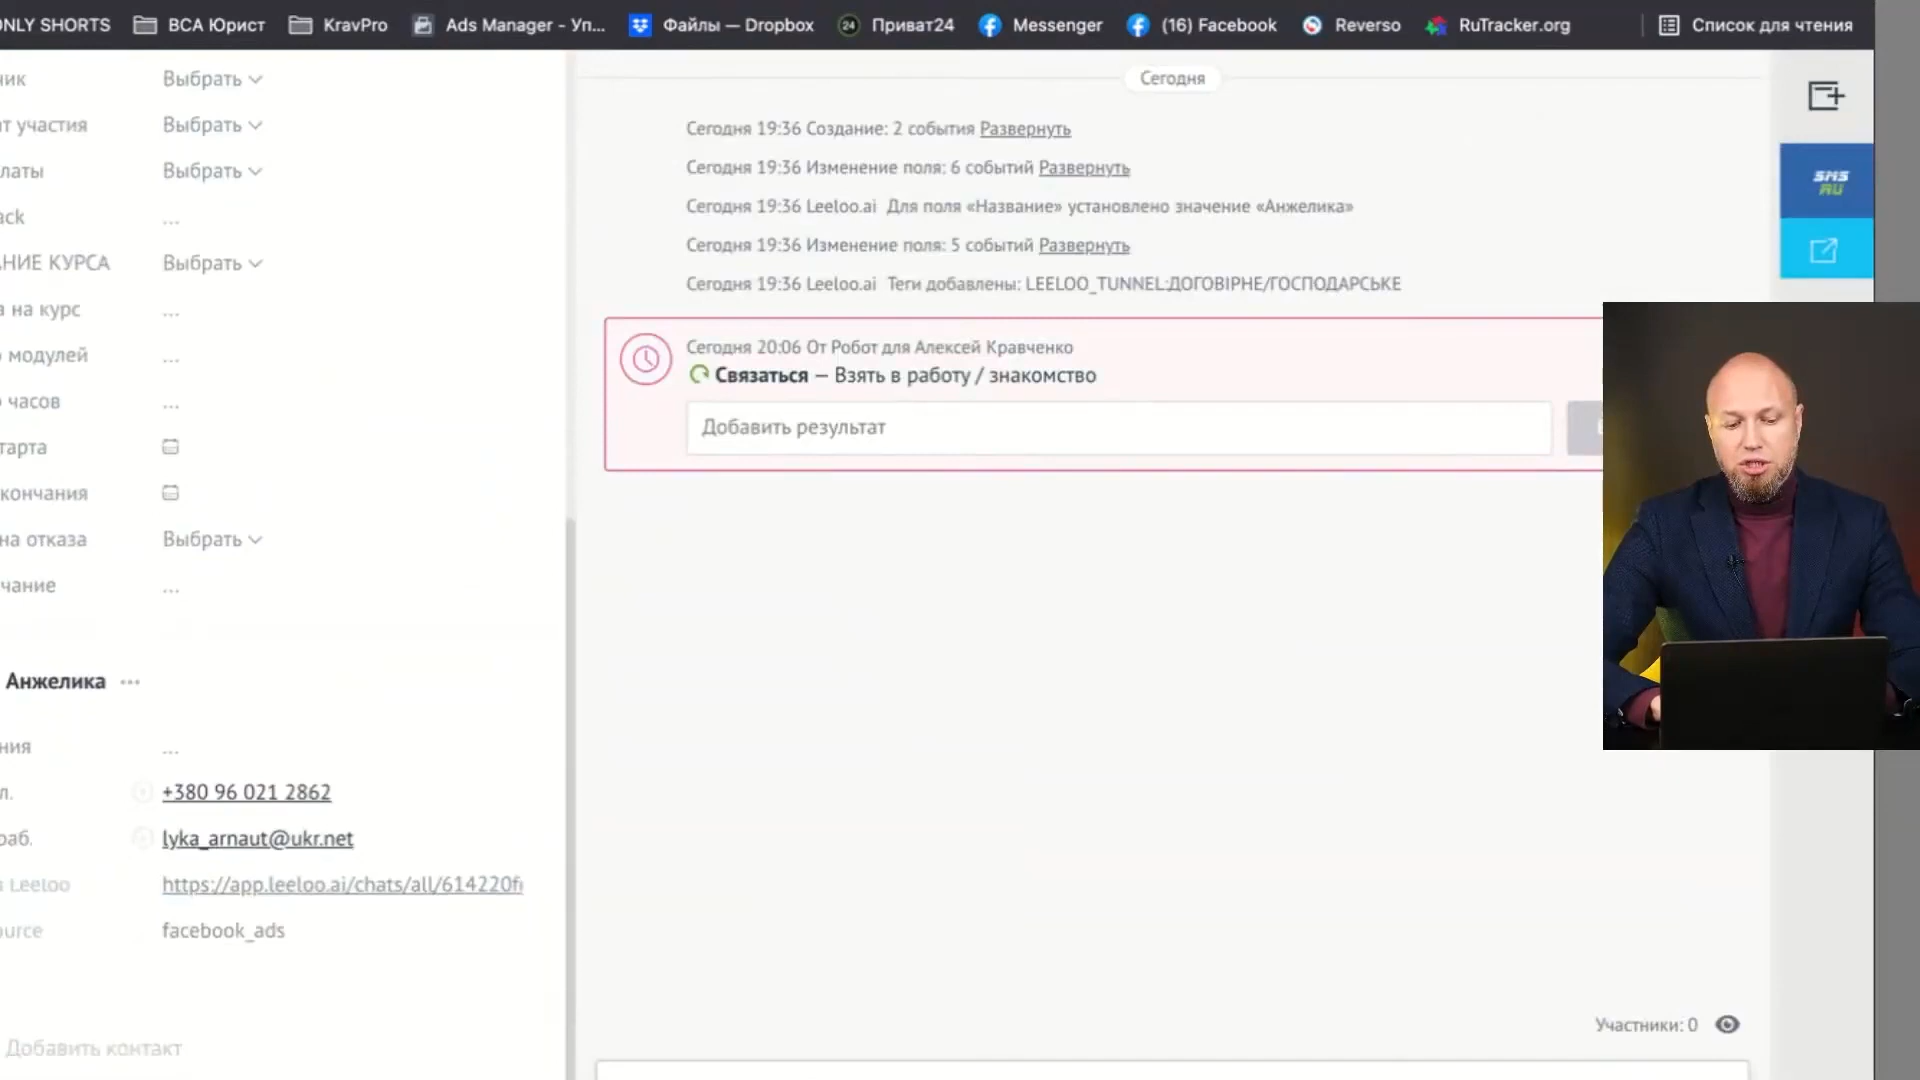 ONLY SHORTS
ВСА Юрист
KravPro
Ads Manager - Уп...
Файлы — Dropbox
24
Приват24
Messenger
(16) Facebook
Reverso
RuTracker.org
Список для чтения
ик Выбрать
т участия Выбрать
латы Выбрать
ack ...
АНИЕ КУРСА Выбрать
а на курс ...
модулей ...
часов ...
тарта
кончания
на отказа Выбрать
чание ...
Анжелика ...
ния ...
л. +380 96 021 2862
раб. lyka_arnaut@ukr.net
Leeloo https://app.leeloo.ai/chats/all/614220f
ource facebook_ads
Добавить контакт
Сегодня
Сегодня 19:36 Создание: 2 события Развернуть
Сегодня 19:36 Изменение поля: 6 событий Развернуть
Сегодня 19:36 Leeloo.ai Для поля «Название» установлено значение «Анжелика»
Сегодня 19:36 Изменение поля: 5 событий Развернуть
Сегодня 19:36 Leeloo.ai Теги добавлены: LEELOO_TUNNEL:ДОГОВІРНЕ/ГОСПОДАРСЬКЕ
Сегодня 20:06 От Робот для Алексей Кравченко
Связаться — Взять в работу / знакомство
Добавить результат
SMS
RU
Участники: 0